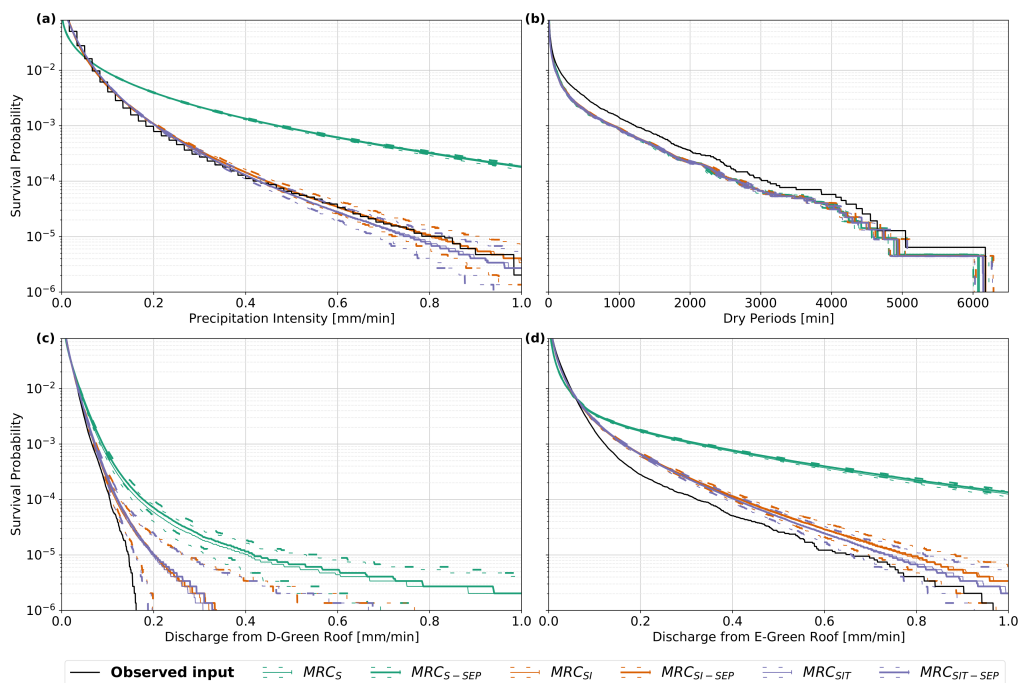 (a)
(b)
10^−2
10^−3
10^−4
10^−5
10^−6
Survival Probability
0.0 0.2 0.4 0.6 0.8 1.0
Precipitation Intensity [mm/min]
0 1000 2000 3000 4000 5000 6000
Dry Periods [min]
(c)
(d)
10^−2
10^−3
10^−4
10^−5
10^−6
Survival Probability
0.0 0.2 0.4 0.6 0.8 1.0
Discharge from D-Green Roof [mm/min]
0.0 0.2 0.4 0.6 0.8 1.0
Discharge from E-Green Roof [mm/min]
Observed input MRC_S MRC_S−SEP MRC_SI MRC_SI−SEP MRC_SIT MRC_SIT−SEP